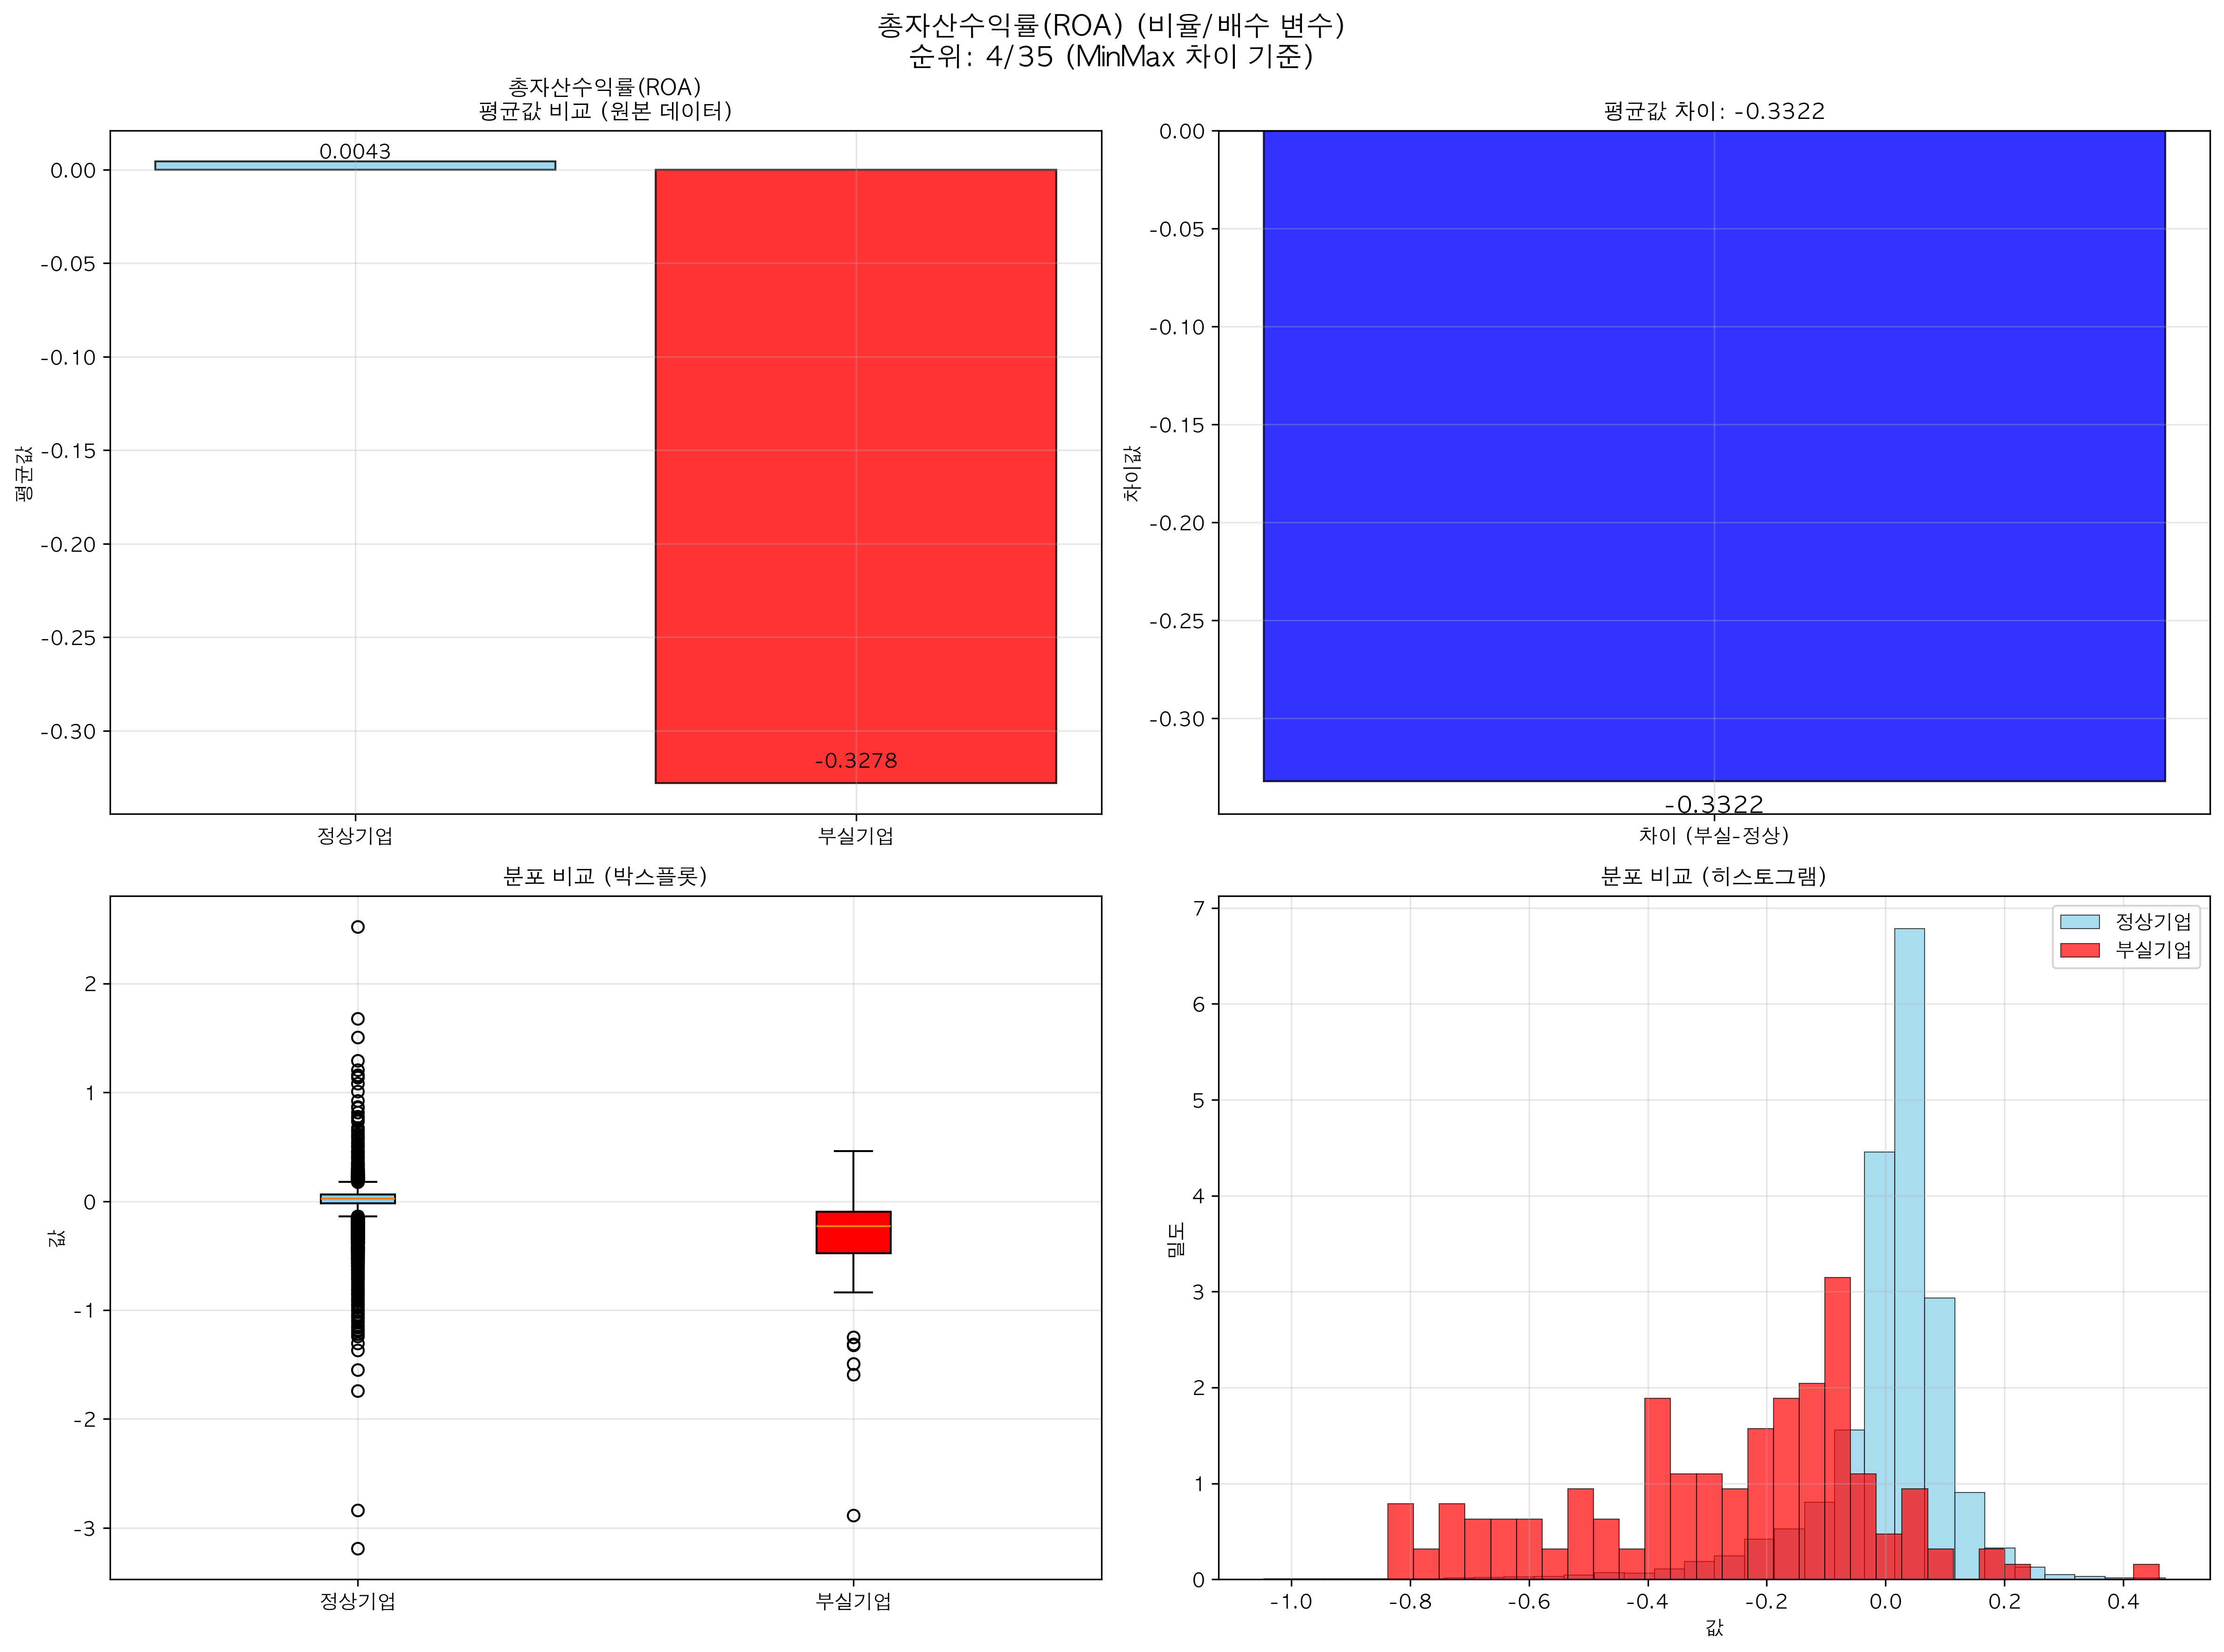 총자산수익률(ROA) (비율/배수 변수)
순위: 4/35 (MinMax 차이 기준)
총자산수익률(ROA)
평균값 비교 (원본 데이터)
0.00
-0.05
-0.10
-0.15
-0.20
-0.25
-0.30
평균값
0.0043
-0.3278
정상기업
부실기업
평균값 차이: -0.3322
0.00
-0.05
-0.10
-0.15
-0.20
-0.25
-0.30
차이값
-0.3322
차이 (부실-정상)
분포 비교 (박스플롯)
2
1
0
-1
-2
-3
값
정상기업
부실기업
분포 비교 (히스토그램)
7
6
5
4
3
2
1
0
밀도
정상기업
부실기업
-1.0
-0.8
-0.6
-0.4
-0.2
0.0
0.2
0.4
값